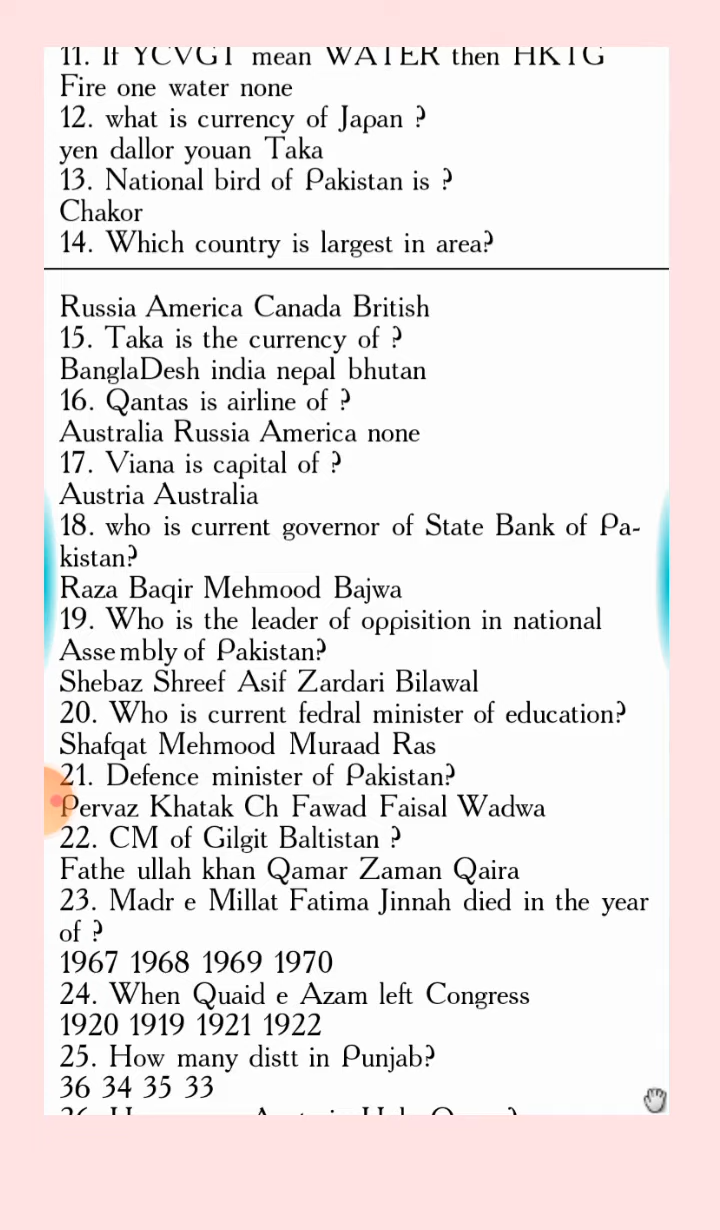 11. If YCVGT mean WATER then HKTG
Fire one water none
12. what is currency of Japan ?
yen dallor youan Taka
13. National bird of Pakistan is ?
Chakor
14. Which country is largest in area?
Russia America Canada British
15. Taka is the currency of ?
BanglaDesh india nepal bhutan
16. Qantas is airline of ?
Australia Russia America none
17. Viana is capital of ?
Austria Australia
18. who is current governor of State Bank of Pa-
kistan?
Raza Baqir Mehmood Bajwa
19. Who is the leader of oppisition in national
Assembly of Pakistan?
Shebaz Shreef Asif Zardari Bilawal
20. Who is current fedral minister of education?
Shafqat Mehmood Muraad Ras
21. Defence minister of Pakistan?
Pervaz Khatak Ch Fawad Faisal Wadwa
22. CM of Gilgit Baltistan ?
Fathe ullah khan Qamar Zaman Qaira
23. Madr e Millat Fatima Jinnah died in the year
of ?
1967 1968 1969 1970
24. When Quaid e Azam left Congress
1920 1919 1921 1922
25. How many distt in Punjab?
36 34 35 33